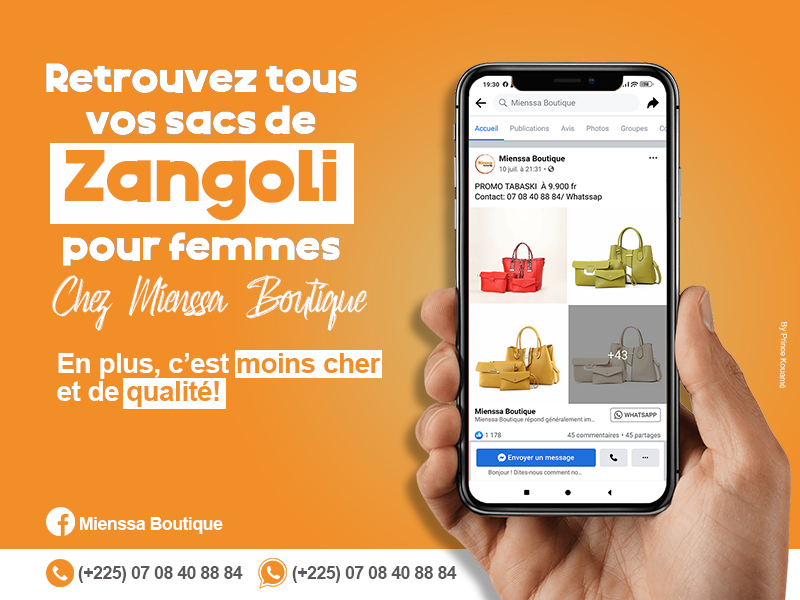 Retrouvez tous
vos sacs de
Zangoli
pour femmes
Chez Mienssa Boutique
En plus, c'est moins cher
et de qualité!
Mienssa Boutique
(+225) 07 08 40 88 84
(+225) 07 08 40 88 84
19:30
Mienssa Boutique
Accueil Publications Avis Photos Groupes
Mienssa Boutique
10 juil. à 21:31
PROMO TABASKI À 9.900 fr
Contact: 07 08 40 88 84/ Whatssap
+43
Mienssa Boutique
WHATSAPP
Mienssa Boutique répond généralement im...
1 178
45 commentaires • 45 partages
Envoyer un message
Bonjour ! Dites-nous comment no...
By Prince Kouamé